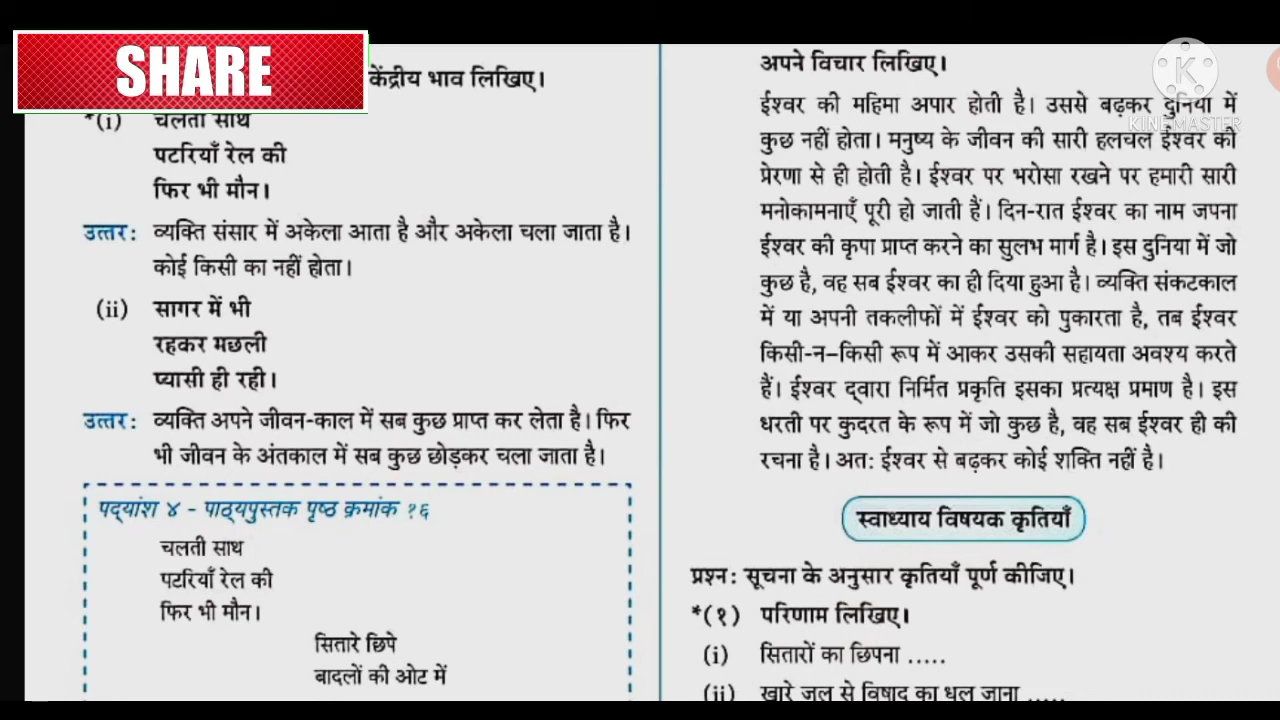 SHARE
केंद्रीय भाव लिखिए।
*(i) चलती साथ
पटरियाँ रेल की
फिर भी मौन।
उत्तर: व्यक्ति संसार में अकेला आता है और अकेला चला जाता है।
कोई किसी का नहीं होता।
(ii) सागर में भी
रहकर मछली
प्यासी ही रही।
उत्तर: व्यक्ति अपने जीवन-काल में सब कुछ प्राप्त कर लेता है। फिर
भी जीवन के अंतकाल में सब कुछ छोड़कर चला जाता है।
पद्यांश ४ - पाठ्यपुस्तक पृष्ठ क्रमांक १६
चलती साथ
पटरियाँ रेल की
फिर भी मौन।
सितारे छिपे
बादलों की ओट में
अपने विचार लिखिए।
ईश्वर की महिमा अपार होती है। उससे बढ़कर दुनिया में
कुछ नहीं होता। मनुष्य के जीवन की सारी हलचल ईश्वर की
प्रेरणा से ही होती है। ईश्वर पर भरोसा रखने पर हमारी सारी
मनोकामनाएँ पूरी हो जाती हैं। दिन-रात ईश्वर का नाम जपना
ईश्वर की कृपा प्राप्त करने का सुलभ मार्ग है। इस दुनिया में जो
कुछ है, वह सब ईश्वर का ही दिया हुआ है। व्यक्ति संकटकाल
में या अपनी तकलीफों में ईश्वर को पुकारता है, तब ईश्वर
किसी-न-किसी रूप में आकर उसकी सहायता अवश्य करते
हैं। ईश्वर द्वारा निर्मित प्रकृति इसका प्रत्यक्ष प्रमाण है। इस
धरती पर कुदरत के रूप में जो कुछ है, वह सब ईश्वर ही की
रचना है। अत: ईश्वर से बढ़कर कोई शक्ति नहीं है।
स्वाध्याय विषयक कृतियाँ
प्रश्न: सूचना के अनुसार कृतियाँ पूर्ण कीजिए।
*(१) परिणाम लिखिए।
(i) सितारों का छिपना .....
(ii) खारे जल से विषाद का धुल जाना .....
K
KINEMASTER